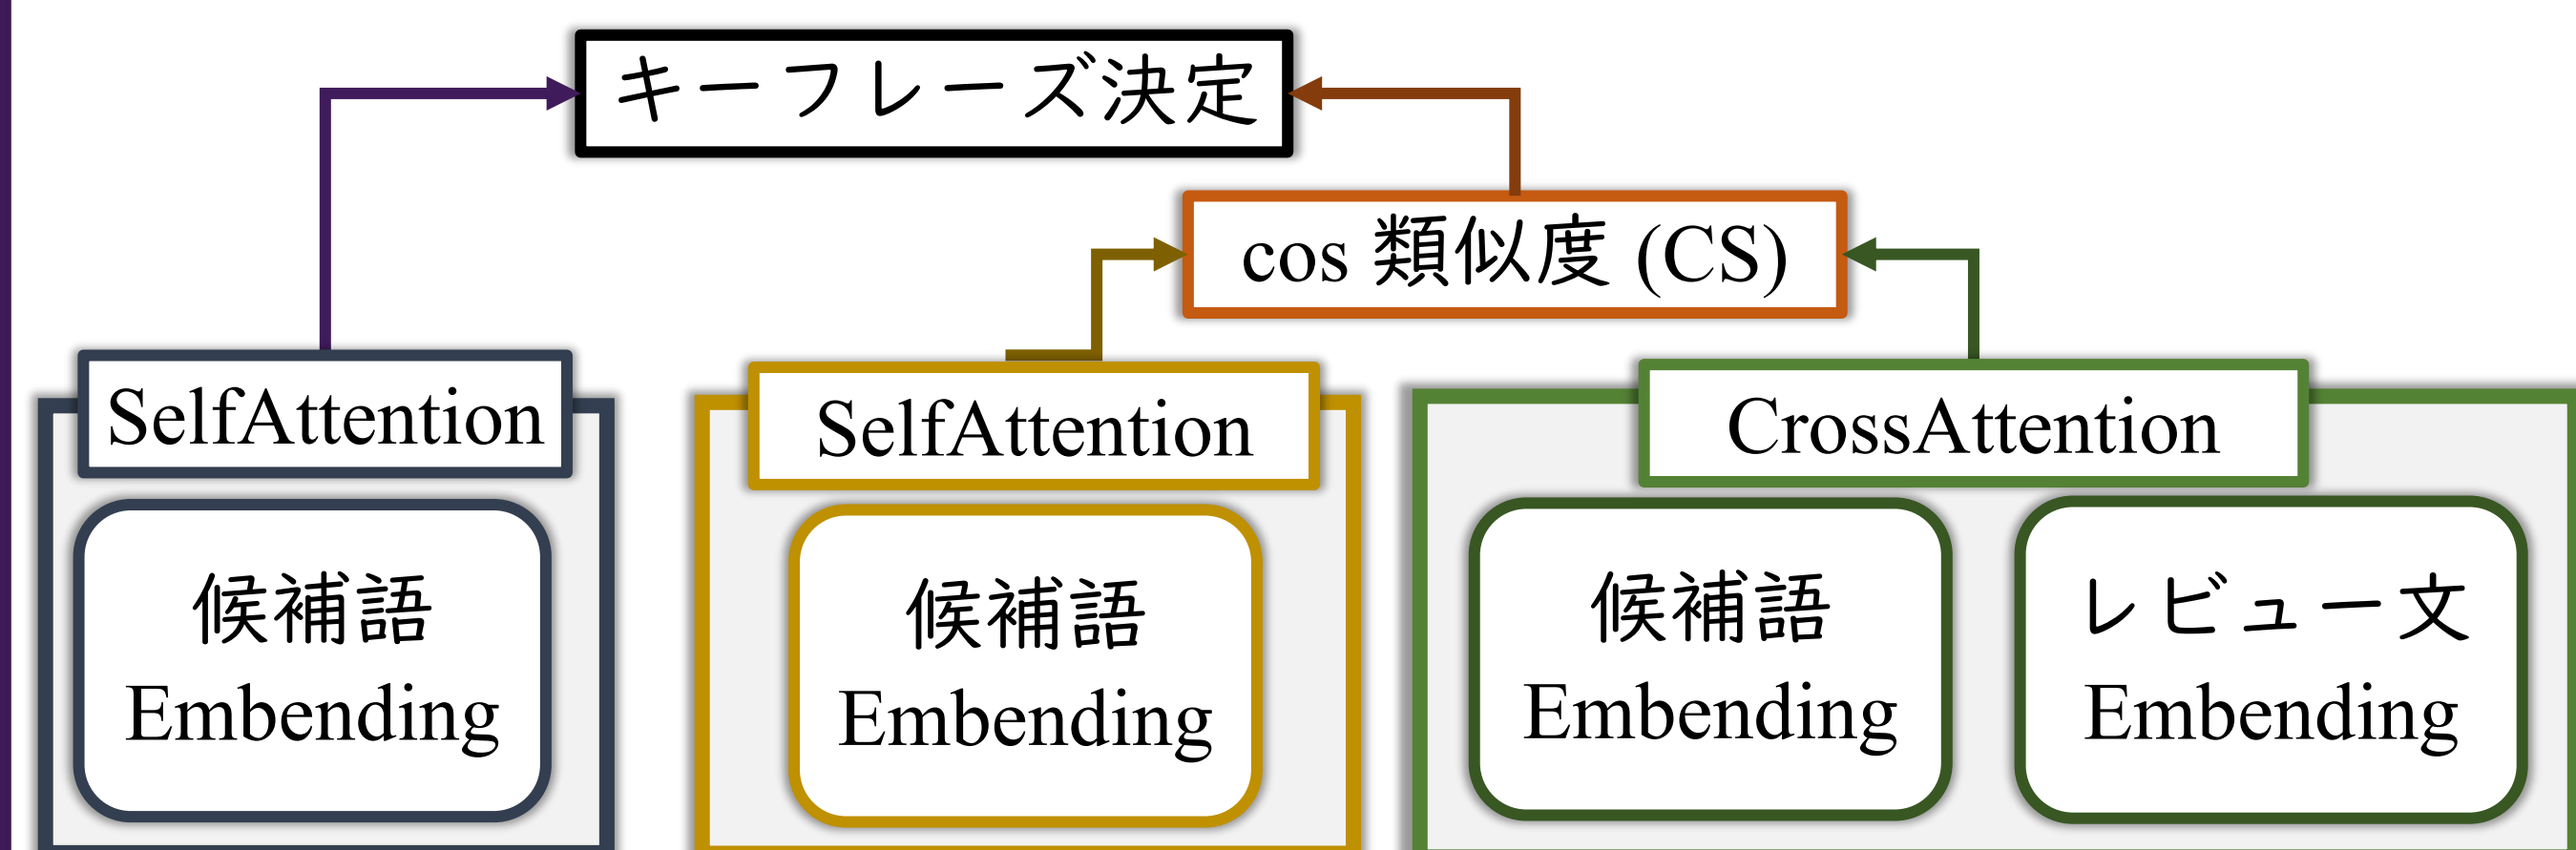 キーフレーズ決定
cos 類似度 (CS)
SelfAttention
候補語
Embending
SelfAttention
候補語
Embending
CrossAttention
候補語
Embending
レビュー文
Embending